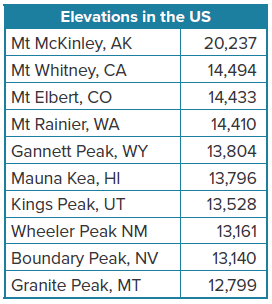 Elevations in the US
Mt McKinley, AK 20,237
Mt Whitney, CA 14,494
Mt Elbert, CO 14,433
Mt Rainier, WA 14,410
Gannett Peak, WY 13,804
Mauna Kea, HI 13,796
Kings Peak, UT 13,528
Wheeler Peak NM 13,161
Boundary Peak, NV 13,140
Granite Peak, MT 12,799